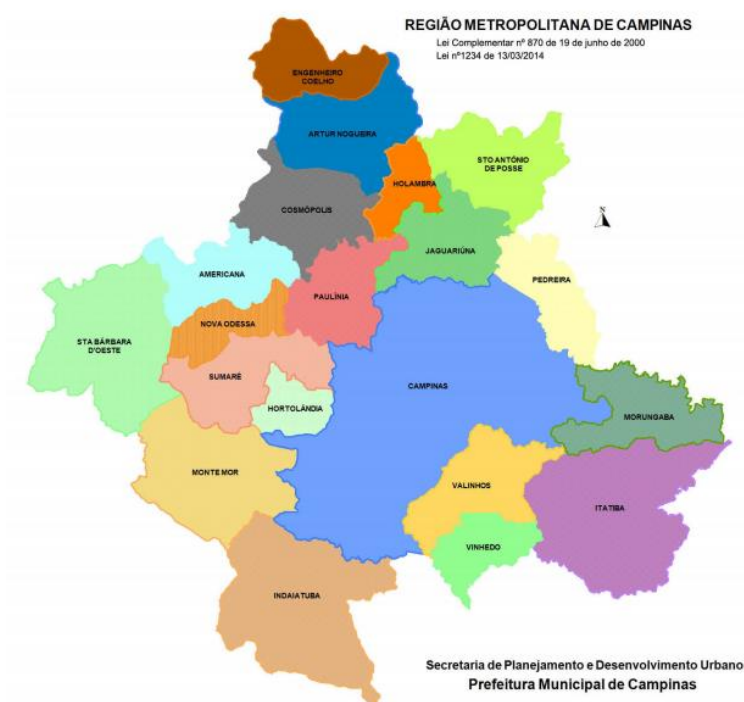 REGIÃO METROPOLITANA DE CAMPINAS
Lei Complementar nº 870 de 19 de junho de 2000
Lei nº1234 de 13/03/2014
ENGENHEIRO
COELHO
ARTUR NOGUEIRA
STO ANTÓNIO
DE POSSE
HOLAMBRA
COSMÓPOLIS
N
JAGUARIÚNA
AMERICANA
PEDREIRA
PAULÍNIA
NOVA ODESSA
STA BÁRBARA
D'OESTE
SUMARÉ
CAMPINAS
HORTOLÂNDIA
MORUNGABA
MONTE MOR
VALINHOS
ITATIBA
VINHEDO
INDAIATUBA
Secretaria de Planejamento e Desenvolvimento Urbano
Prefeitura Municipal de Campinas